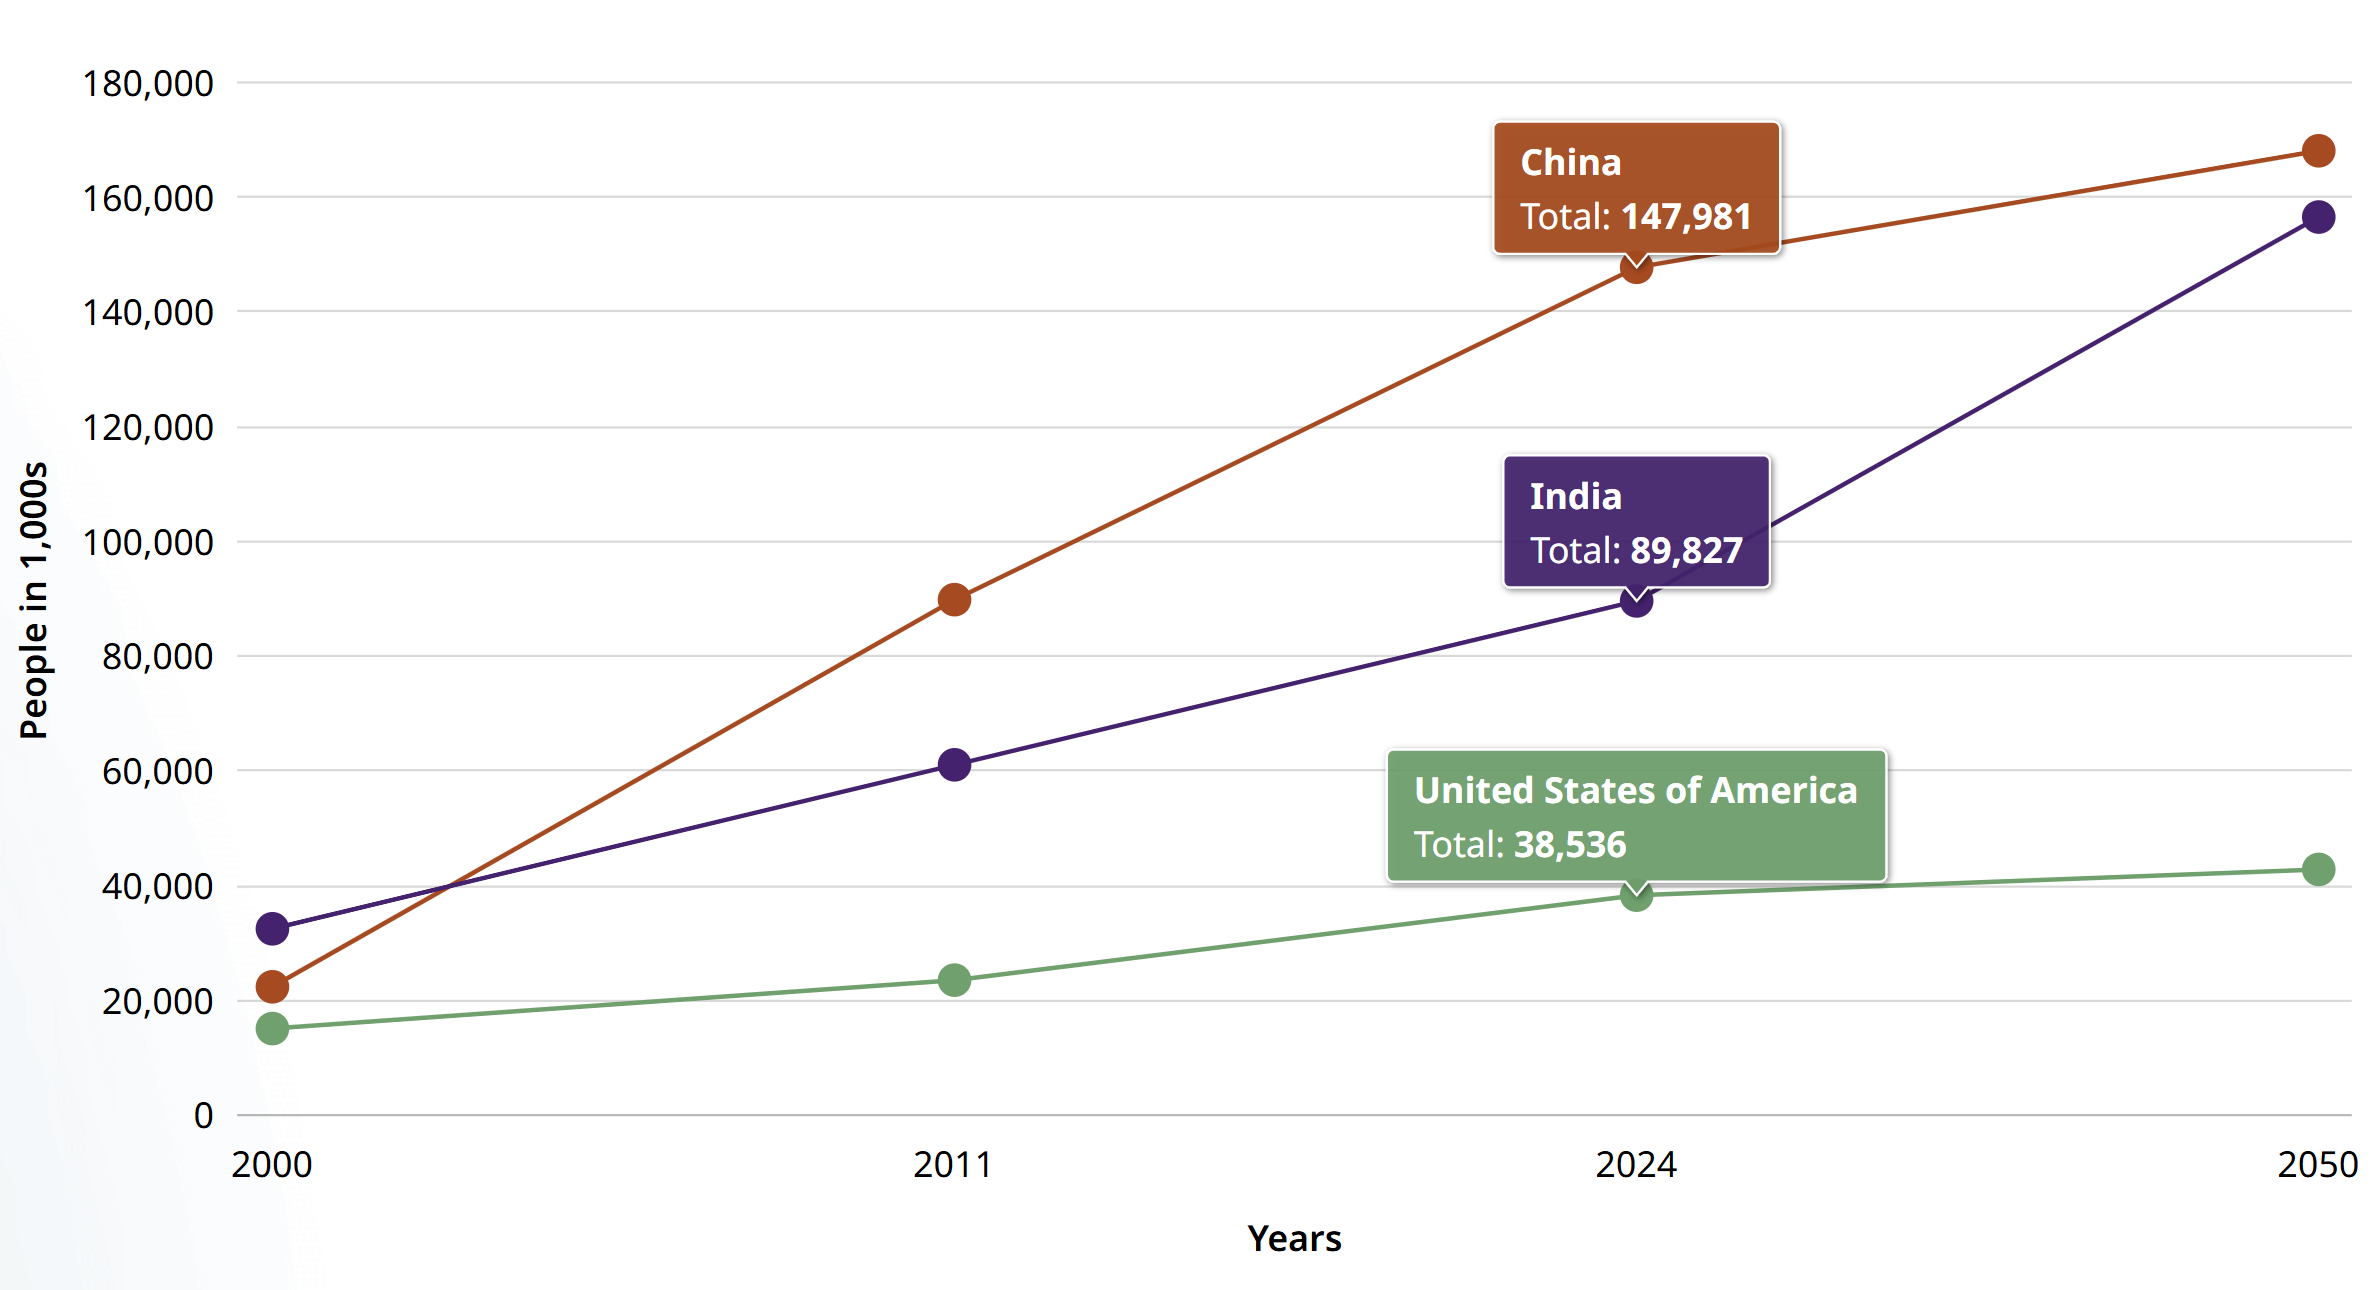 180,000
160,000
140,000
120,000
100,000
80,000
60,000
40,000
20,000
0
People in 1,000s
China
Total: 147,981
India
Total: 89,827
United States of America
Total: 38,536
2000
2011
2024
2050
Years